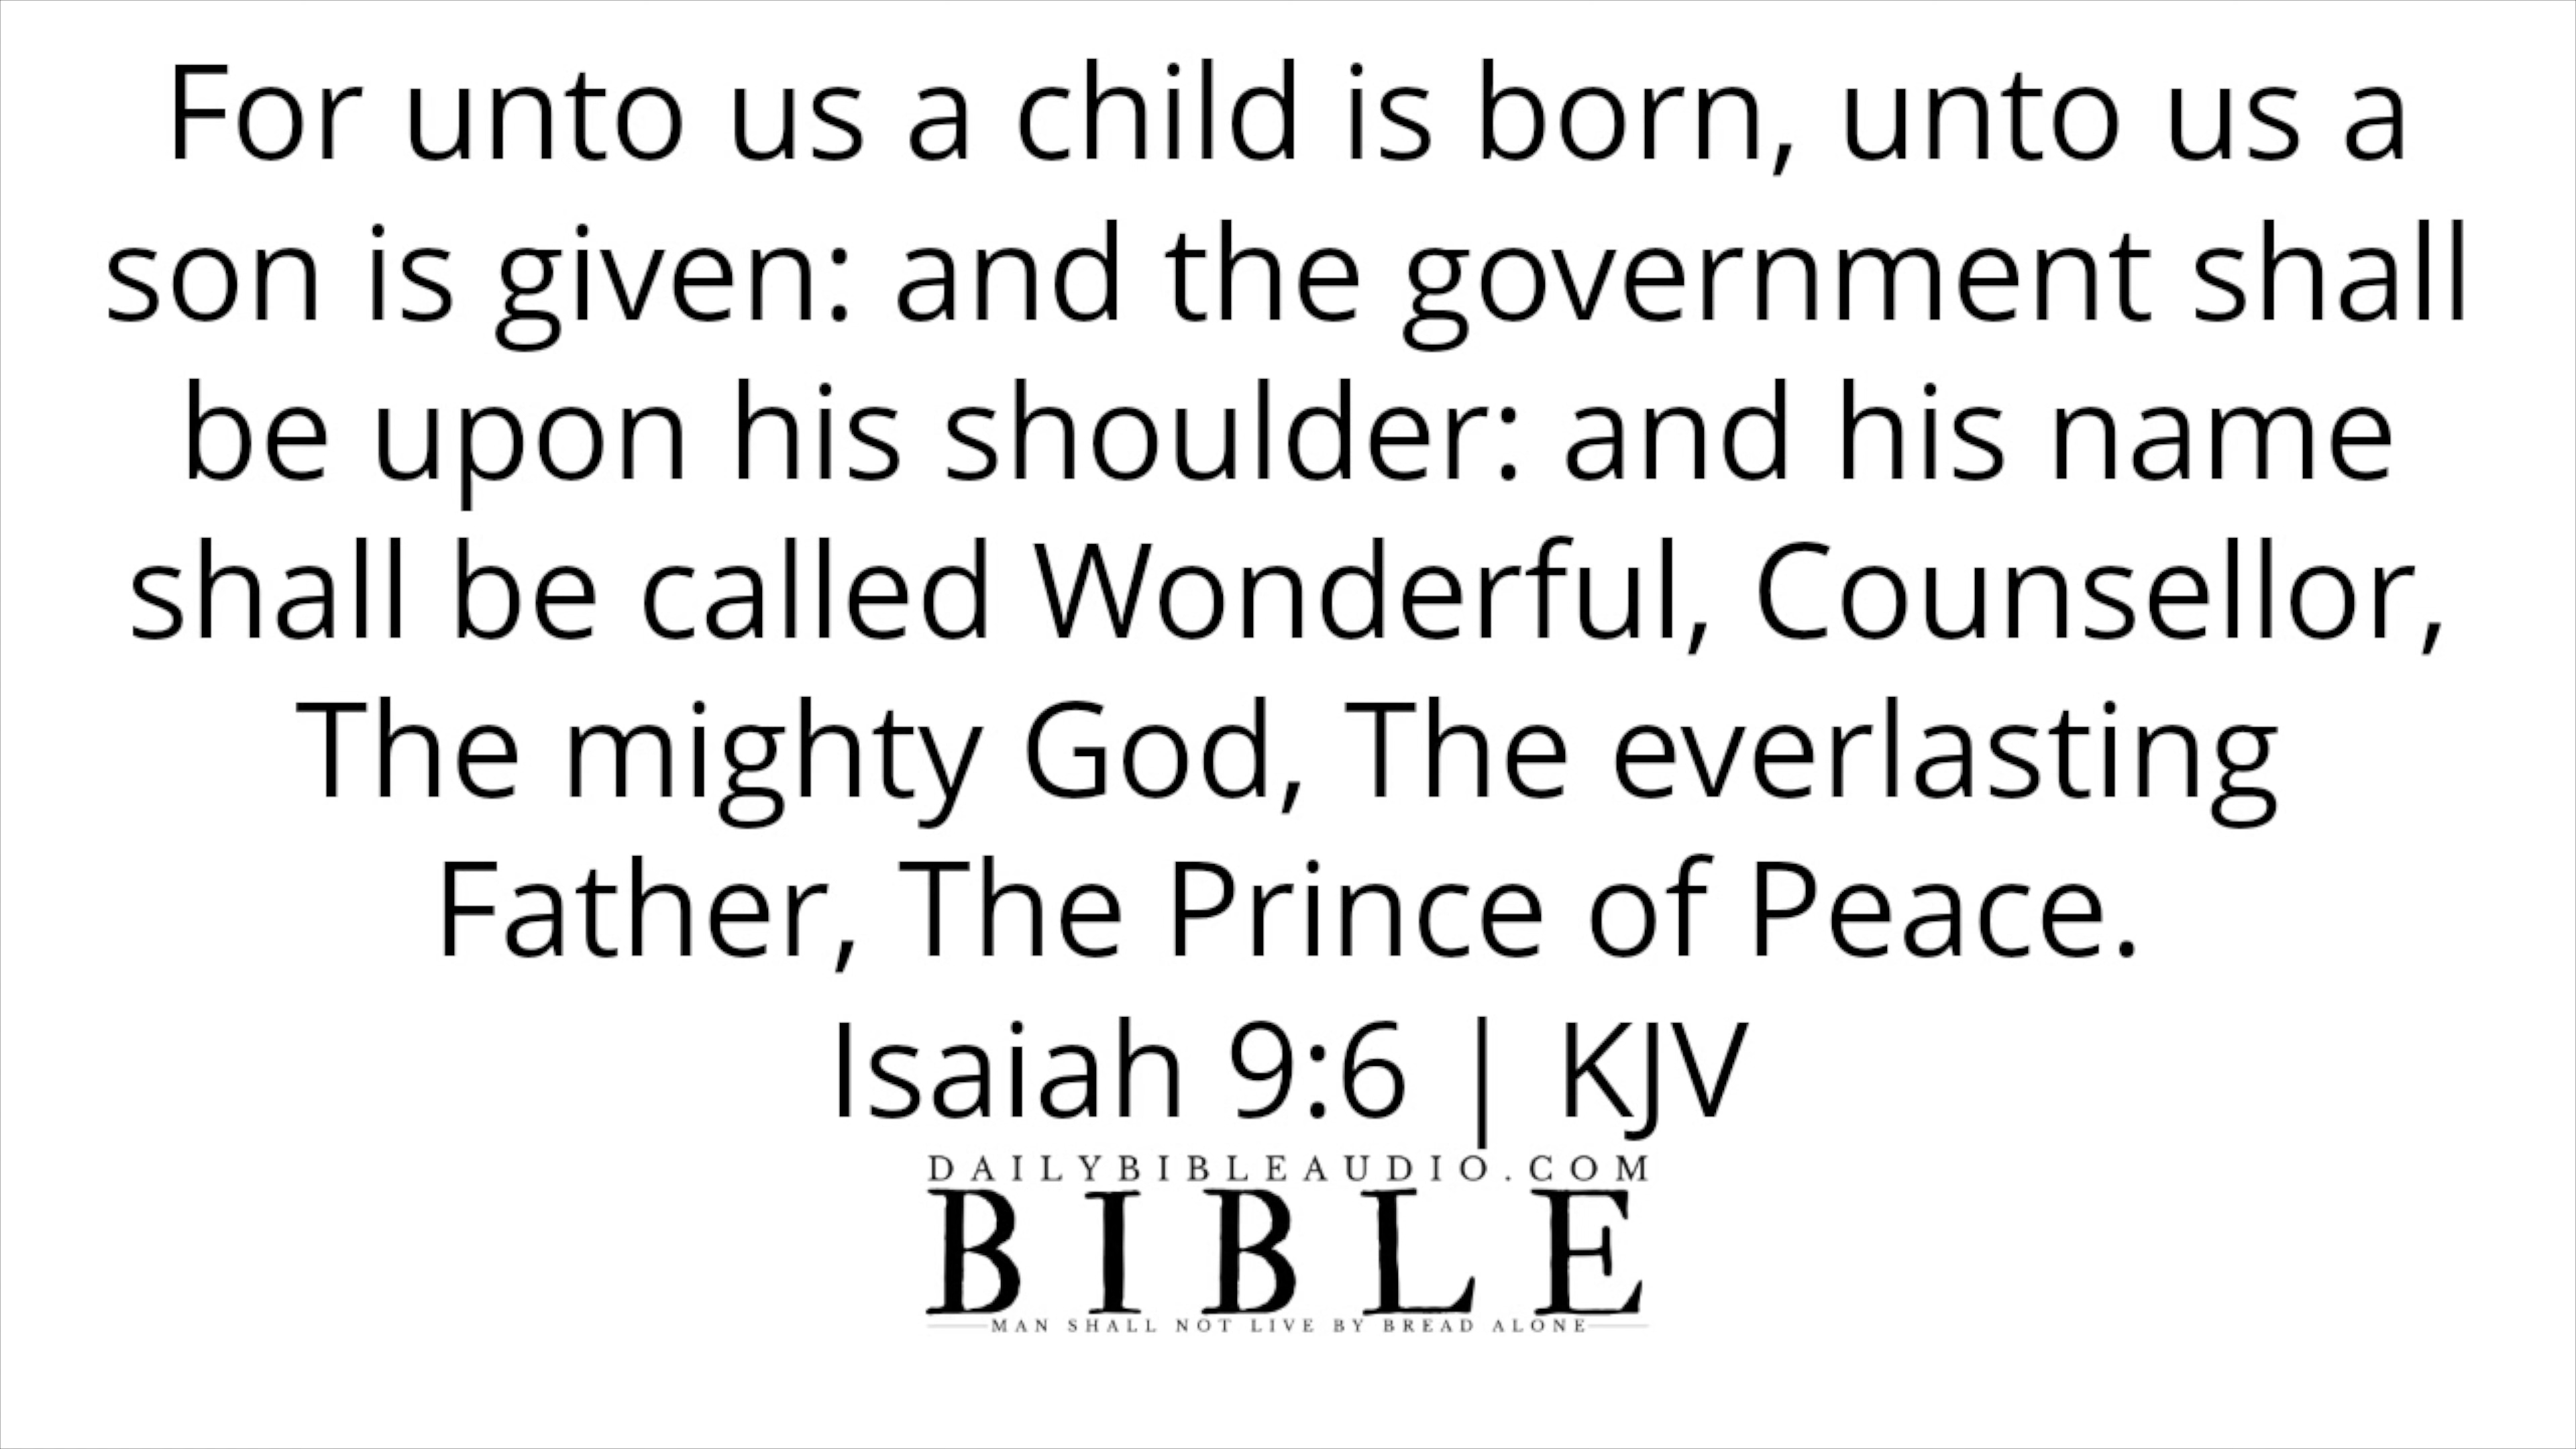 For unto us a child is born, unto us a
son is given: and the government shall
be upon his shoulder: and his name
shall be called Wonderful, Counsellor,
The mighty God, The everlasting
Father, The Prince of Peace.
Isaiah 9:6 | KJV
DAILYBIBLEAUDIO.COM
BIBLE
MAN SHALL NOT LIVE BY BREAD ALONE